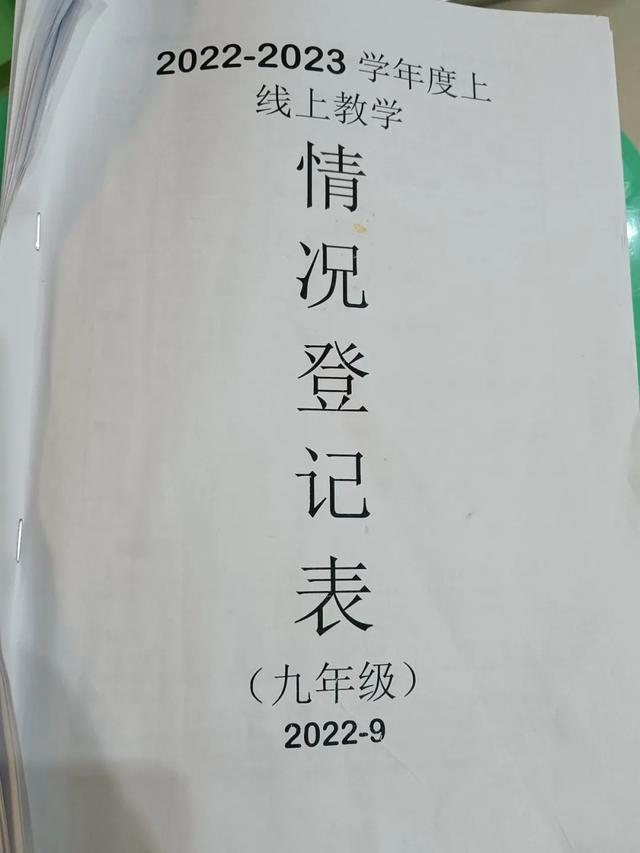 2022-2023 学年度上
线上教学
情
况
登
记
表
（九年级）
2022-9